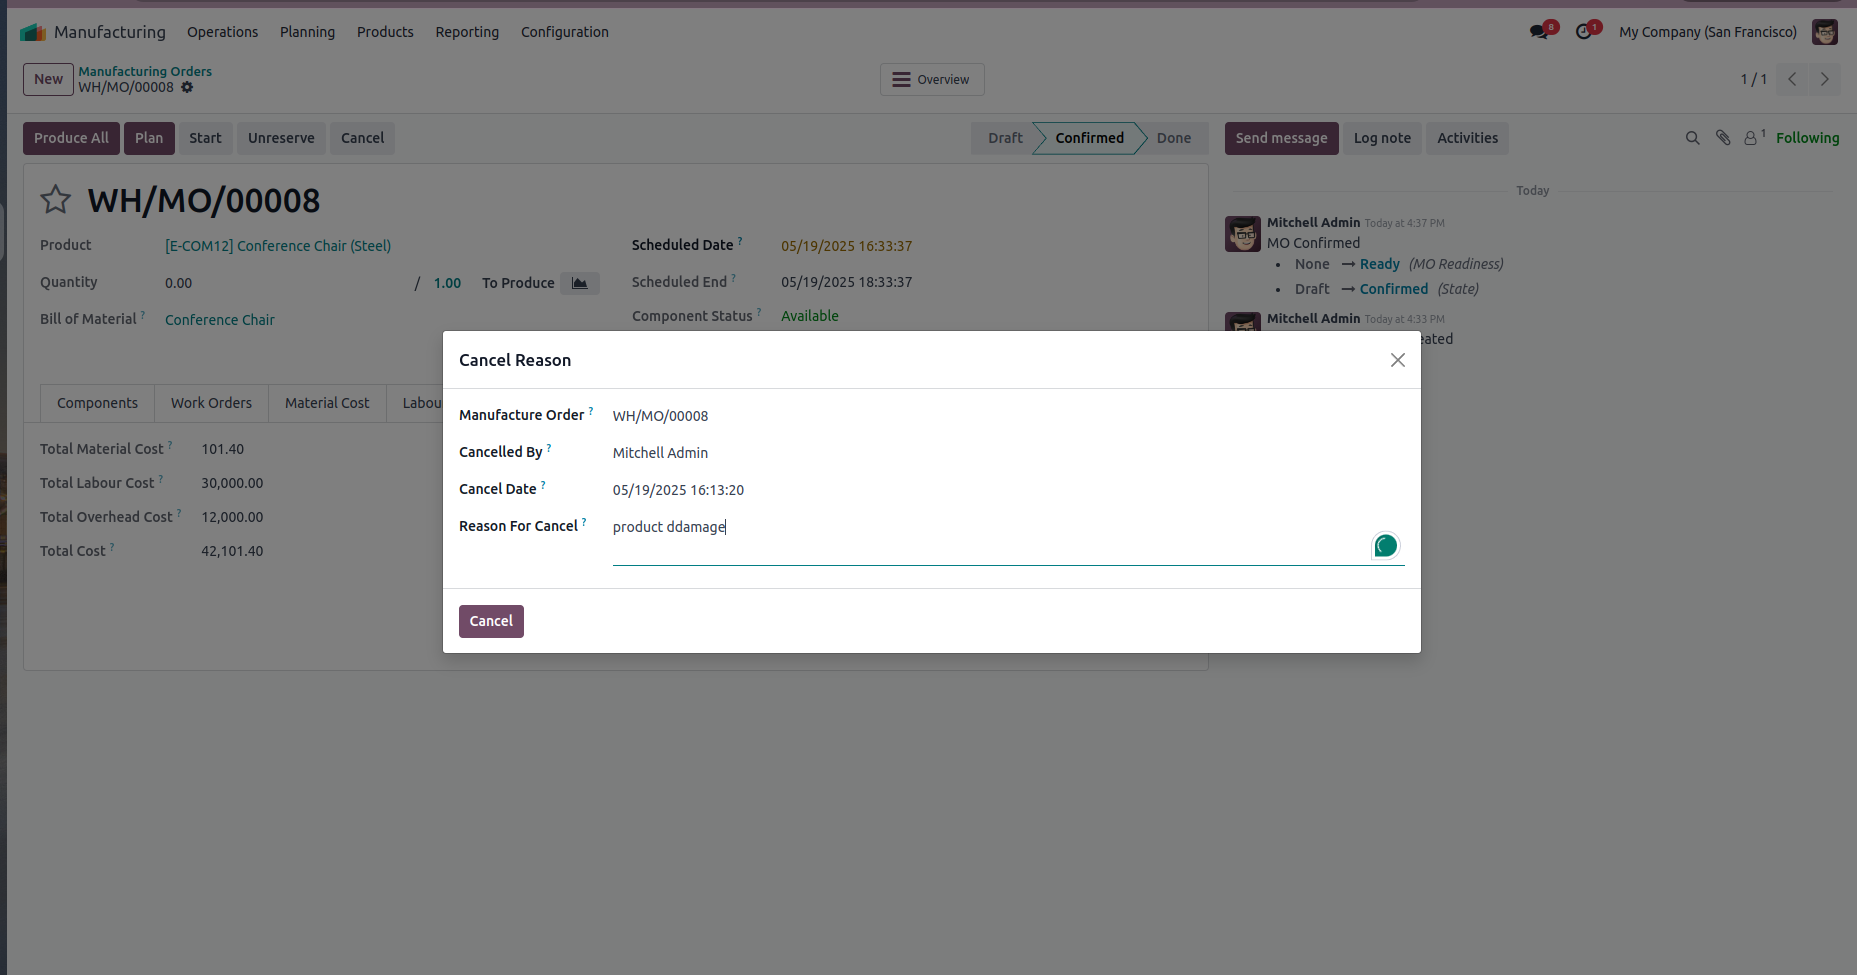 Manufacturing Operations Planning Products Reporting Configuration 8 1 My Company (San Francisco)
New Manufacturing Orders
WH/MO/00008
Overview
1 / 1
Produce All Plan Start Unreserve Cancel Draft Confirmed Done Send message Log note Activities 1 Following
WH/MO/00008
Product [E-COM12] Conference Chair (Steel)
Quantity 0.00 / 1.00 To Produce
Bill of Material ? Conference Chair
Scheduled Date ? 05/19/2025 16:33:37
Scheduled End ? 05/19/2025 18:33:37
Component Status ? Available
Components Work Orders Material Cost Labou
Total Material Cost ? 101.40
Total Labour Cost ? 30,000.00
Total Overhead Cost ? 12,000.00
Total Cost ? 42,101.40
Today
Mitchell Admin Today at 4:37 PM
MO Confirmed
• None → Ready (MO Readiness)
• Draft → Confirmed (State)
Mitchell Admin Today at 4:33 PM
eated
Cancel Reason
Manufacture Order ? WH/MO/00008
Cancelled By ? Mitchell Admin
Cancel Date ? 05/19/2025 16:13:20
Reason For Cancel ? product ddamage
Cancel